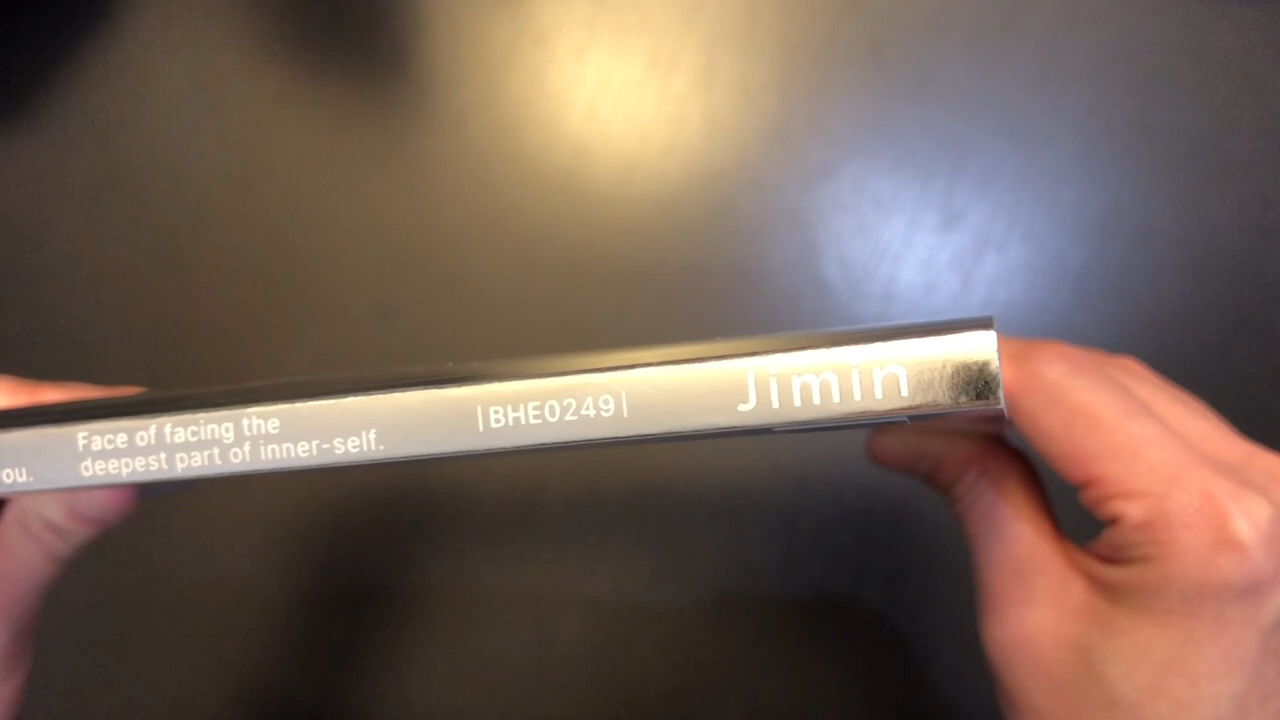 ou.
Face of facing the
deepest part of inner-self.
|BHE0249|
Jimin